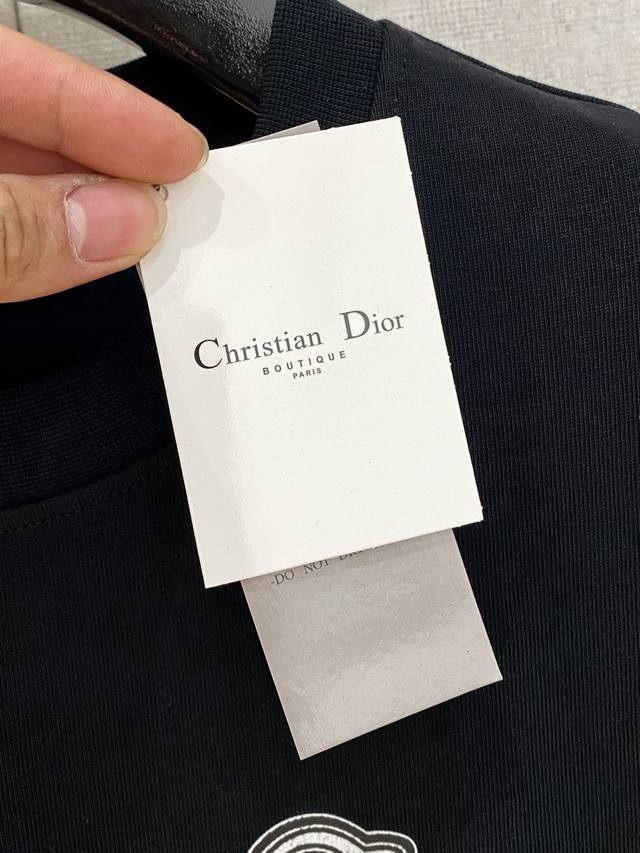 Christian Dior
BOUTIQUE
PARIS
-DO NOT